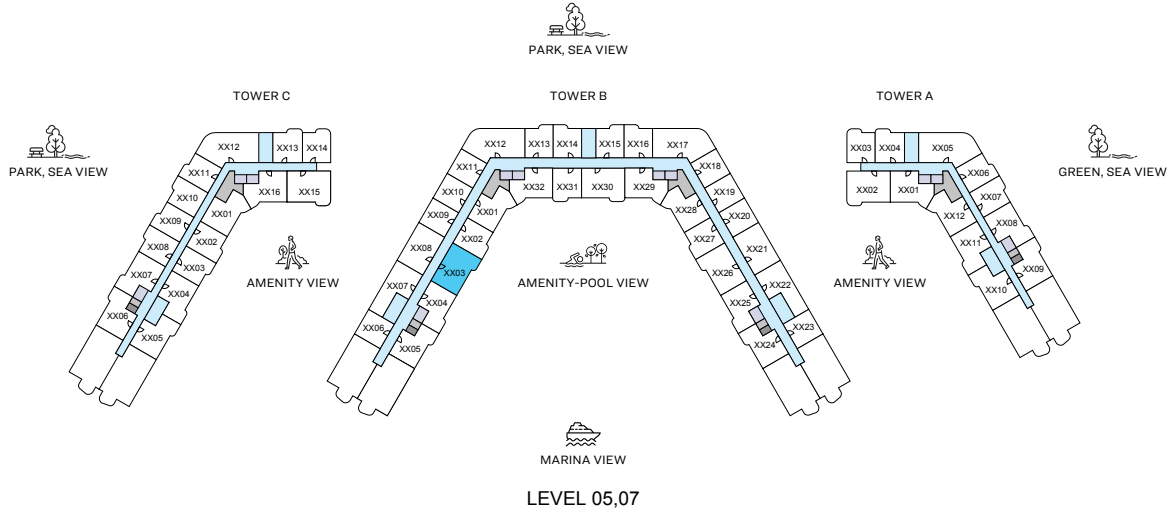 PARK, SEA VIEW
TOWER C
TOWER B
TOWER A
PARK, SEA VIEW
GREEN, SEA VIEW
XX12
XX13
XX14
XX11
XX10
XX09
XX08
XX07
XX06
XX05
XX04
XX03
XX02
XX01
XX16
XX15
AMENITY VIEW
XX12
XX13
XX14
XX15
XX16
XX17
XX11
XX10
XX09
XX08
XX07
XX06
XX05
XX04
XX03
XX02
XX01
XX32
XX31
XX30
XX29
XX28
XX27
XX26
XX25
XX24
XX23
XX22
XX21
XX20
XX19
XX18
AMENITY-POOL VIEW
AMENITY VIEW
XX03
XX04
XX05
XX02
XX01
XX06
XX07
XX08
XX09
XX10
XX11
XX12
MARINA VIEW
LEVEL 05,07